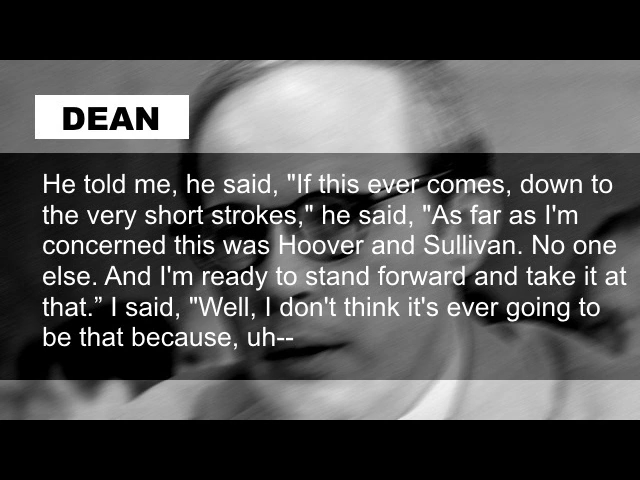 DEAN
He told me, he said, "If this ever comes, down to
the very short strokes," he said, "As far as I'm
concerned this was Hoover and Sullivan. No one
else. And I'm ready to stand forward and take it at
that.” I said, "Well, I don't think it's ever going to
be that because, uh--